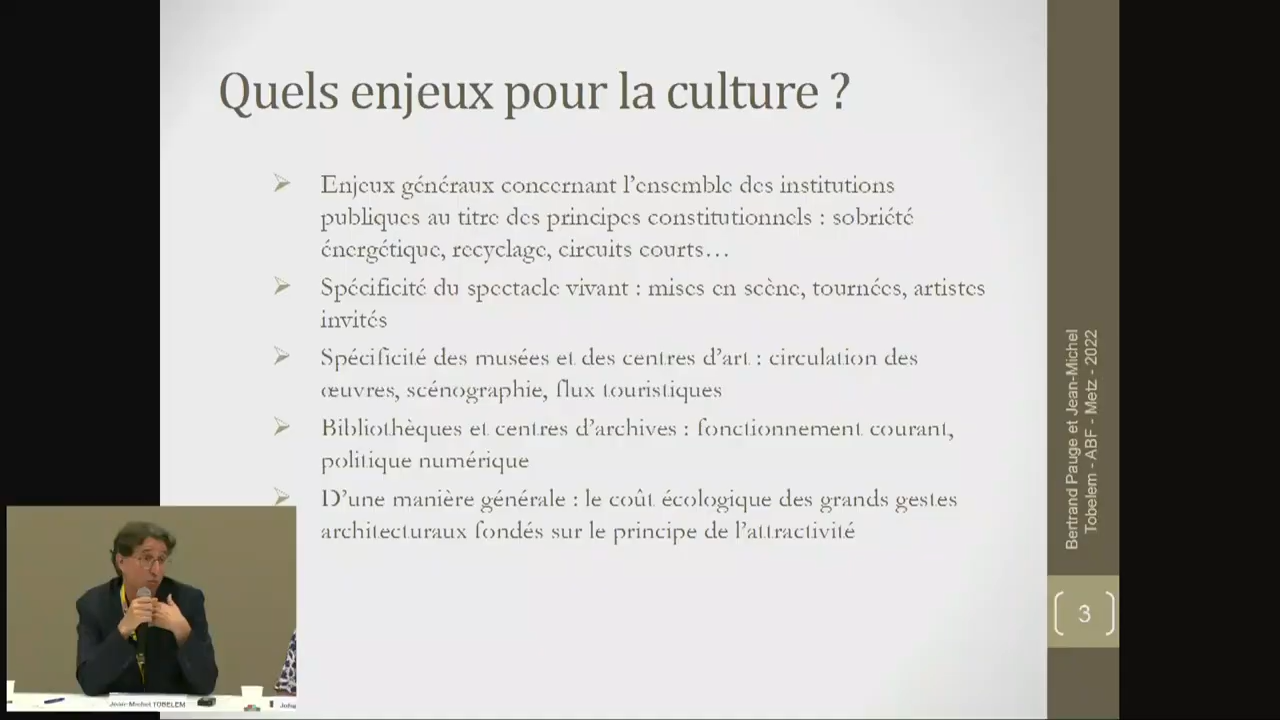 Quels enjeux pour la culture ?
Enjeux généraux concernant l'ensemble des institutions
publiques au titre des principes constitutionnels : sobriété
énergétique, recyclage, circuits courts…
Spécificité du spectacle vivant : mises en scène, tournées, artistes
invités
Spécificité des musées et des centres d'art : circulation des
œuvres, scénographie, flux touristiques
Bibliothèques et centres d'archives : fonctionnement courant,
politique numérique
D'une manière générale : le coût écologique des grands gestes
architecturaux fondés sur le principe de l'attractivité
Bertrand Pauge et Jean-Michel
Tobelem - ABF - Metz - 2022
3
Jean-Michel TOBELEM